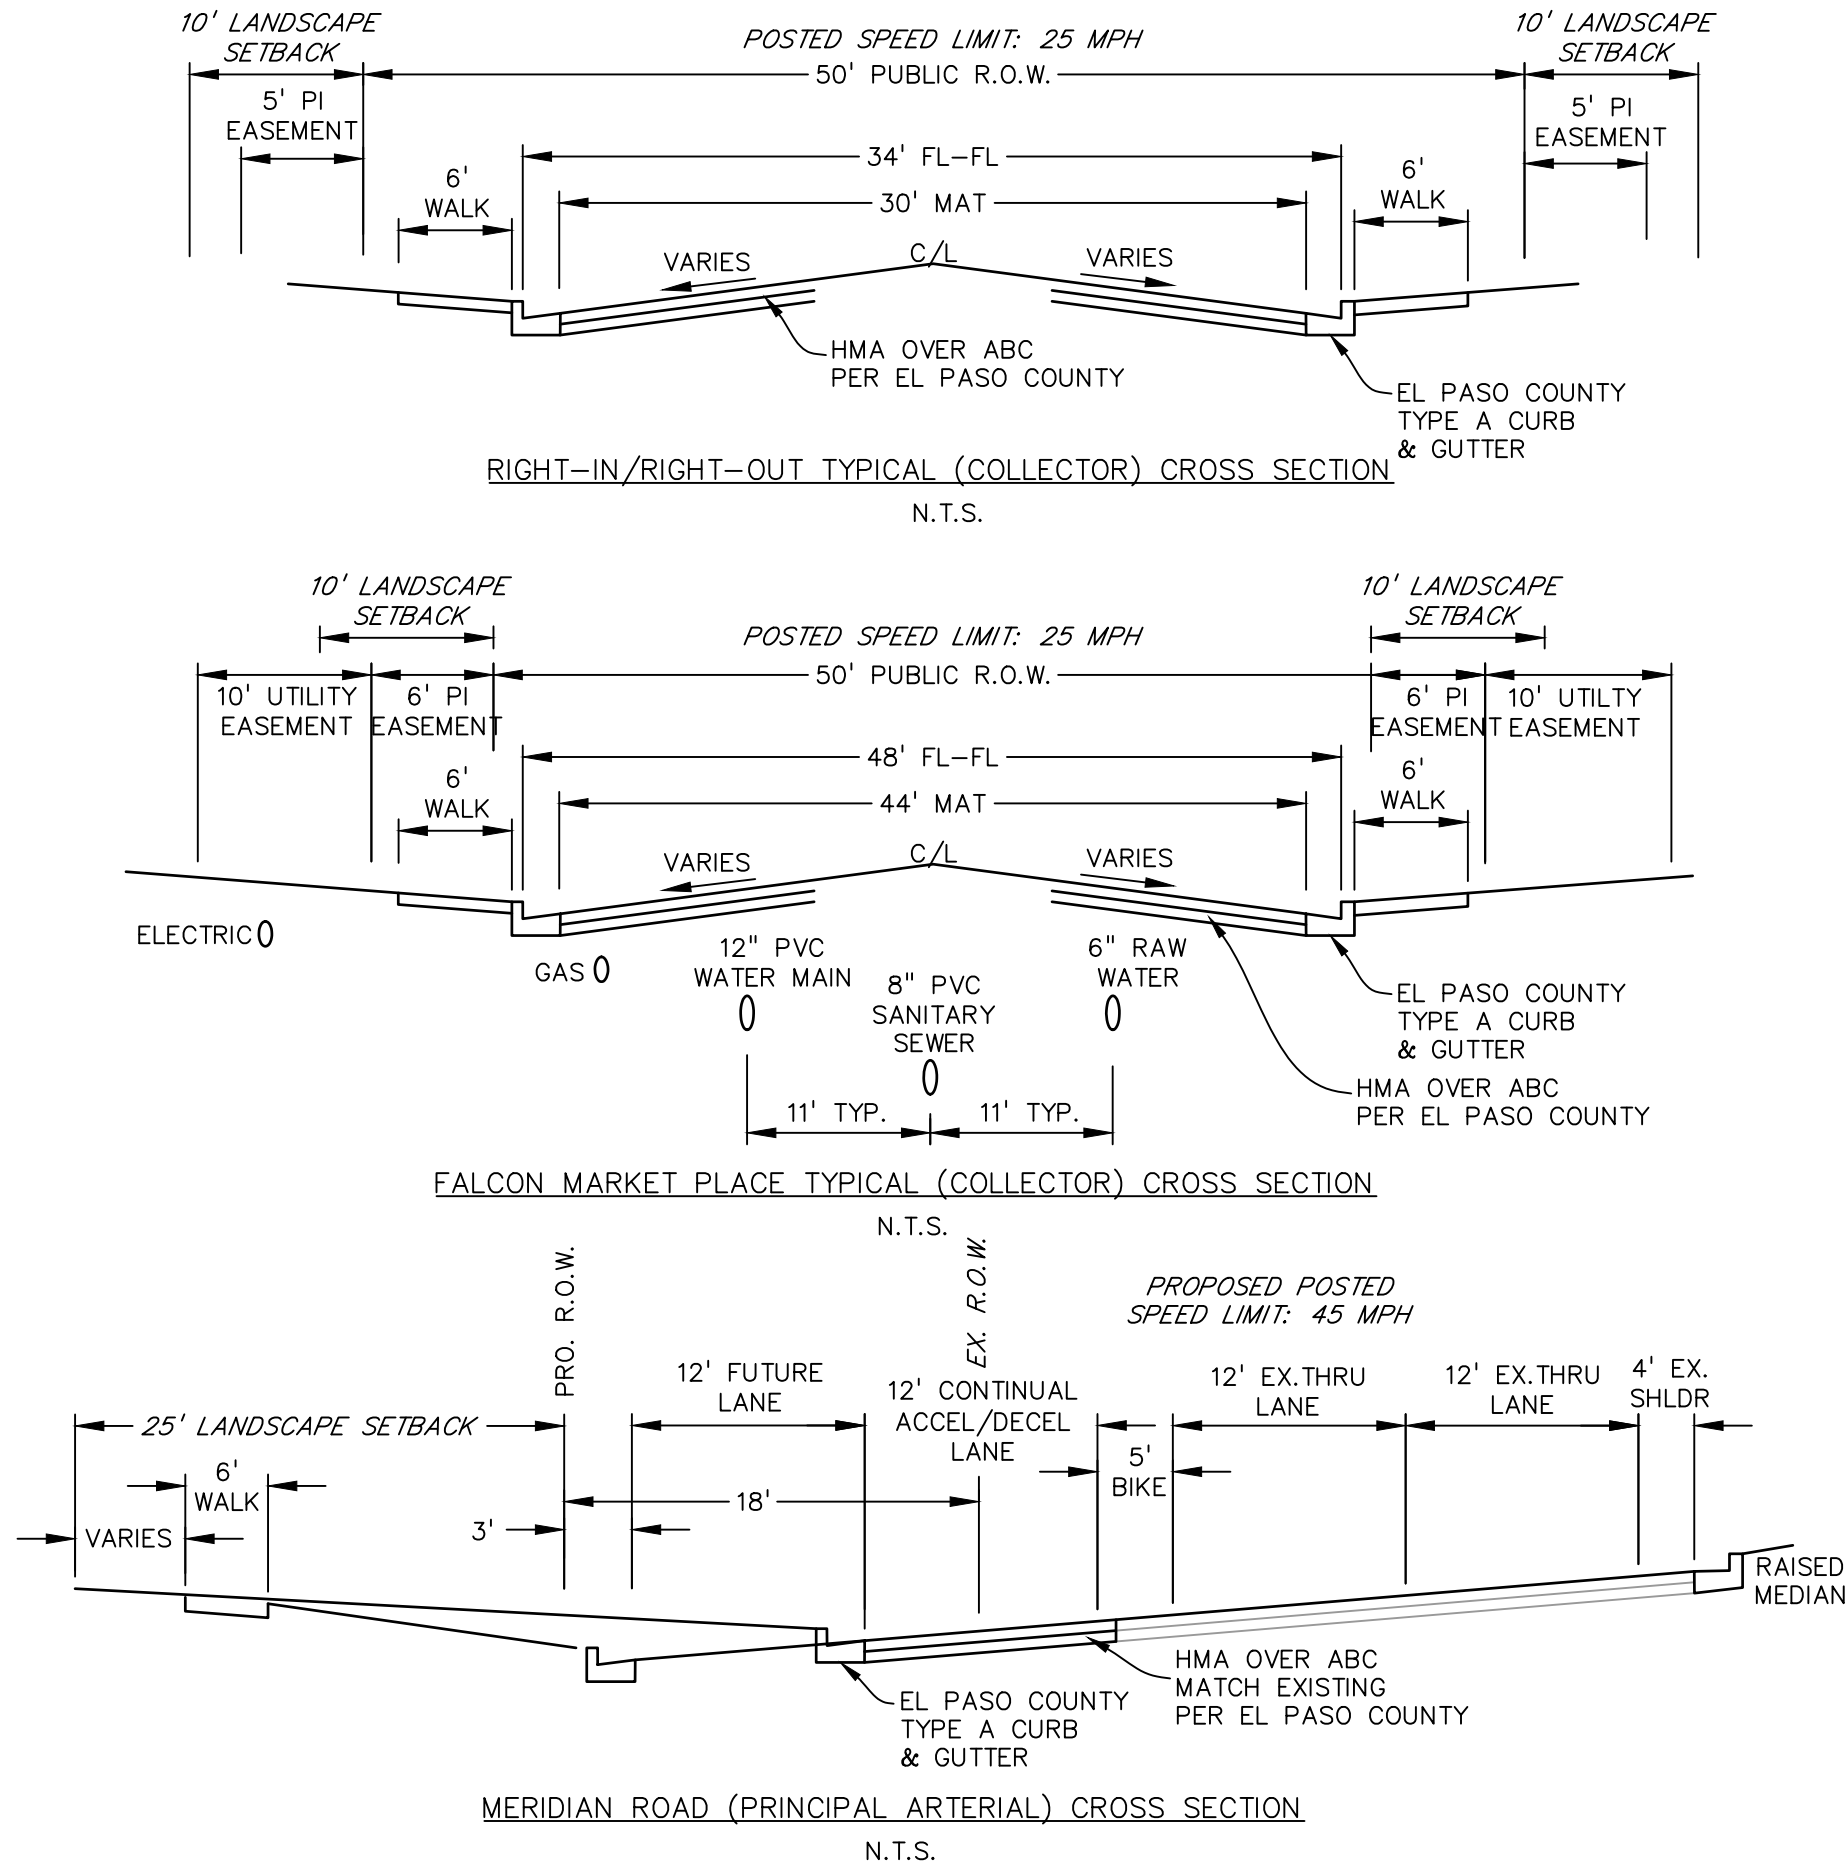 10' LANDSCAPE
SETBACK
POSTED SPEED LIMIT: 25 MPH
10' LANDSCAPE
SETBACK
50' PUBLIC R.O.W.
5' PI
EASEMENT
5' PI
EASEMENT
34' FL-FL
6'
WALK
30' MAT
6'
WALK
VARIES
C/L
VARIES
HMA OVER ABC
PER EL PASO COUNTY
EL PASO COUNTY
TYPE A CURB
& GUTTER
RIGHT-IN/RIGHT-OUT TYPICAL (COLLECTOR) CROSS SECTION
N.T.S.
10' LANDSCAPE
SETBACK
POSTED SPEED LIMIT: 25 MPH
10' LANDSCAPE
SETBACK
50' PUBLIC R.O.W.
10' UTILITY
EASEMENT
6' PI
EASEMENT
6' PI
EASEMENT
10' UTILTY
EASEMENT
48' FL-FL
6'
WALK
44' MAT
6'
WALK
VARIES
C/L
VARIES
ELECTRIC
GAS
12" PVC
WATER MAIN
8" PVC
SANITARY
SEWER
6" RAW
WATER
EL PASO COUNTY
TYPE A CURB
& GUTTER
HMA OVER ABC
PER EL PASO COUNTY
11' TYP.
11' TYP.
FALCON MARKET PLACE TYPICAL (COLLECTOR) CROSS SECTION
N.T.S.
PRO. R.O.W.
EX. R.O.W.
PROPOSED POSTED
SPEED LIMIT: 45 MPH
25' LANDSCAPE SETBACK
12' FUTURE
LANE
12' CONTINUAL
ACCEL/DECEL
LANE
12' EX.THRU
LANE
12' EX.THRU
LANE
4' EX.
SHLDR
6'
WALK
5'
BIKE
18'
3'
VARIES
RAISED
MEDIAN
HMA OVER ABC
MATCH EXISTING
PER EL PASO COUNTY
EL PASO COUNTY
TYPE A CURB
& GUTTER
MERIDIAN ROAD (PRINCIPAL ARTERIAL) CROSS SECTION
N.T.S.